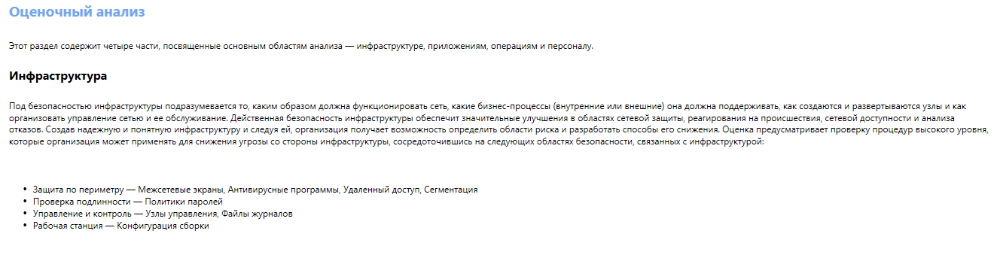 Оценочный анализ
Этот раздел содержит четыре части, посвященные основным областям анализа — инфраструктуре, приложениям, операциям и персоналу.
Инфраструктура
Под безопасностью инфраструктуры подразумевается то, каким образом должна функционировать сеть, какие бизнес-процессы (внутренние или внешние) она должна поддерживать, как создаются и развертываются узлы и как
организовать управление сетью и ее обслуживание. Действенная безопасность инфраструктуры обеспечит значительные улучшения в областях сетевой защиты, реагирования на происшествия, сетевой доступности и анализа
отказов. Создав надежную и понятную инфраструктуру и следуя ей, организация получает возможность определить области риска и разработать способы его снижения. Оценка предусматривает проверку процедур высокого уровня,
которые организация может применять для снижения угрозы со стороны инфраструктуры, сосредоточившись на следующих областях безопасности, связанных с инфраструктурой:
• Защита по периметру — Межсетевые экраны, Антивирусные программы, Удаленный доступ, Сегментация
• Проверка подлинности — Политики паролей
• Управление и контроль — Узлы управления, Файлы журналов
• Рабочая станция — Конфигурация сборки